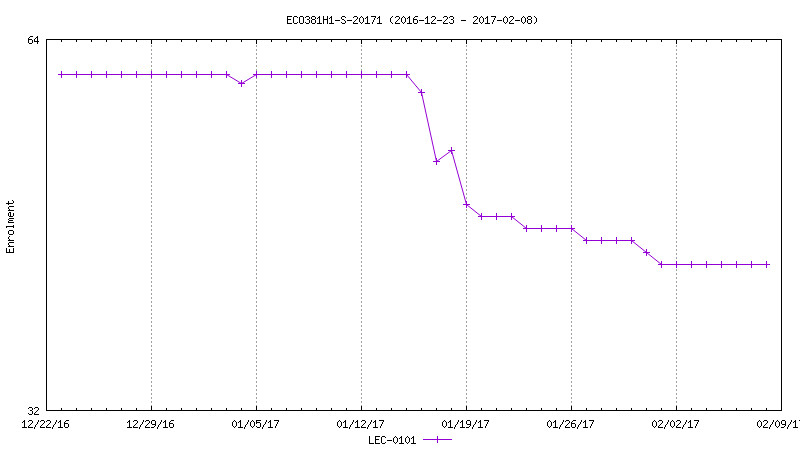 ECO381H1-S-20171 (2016-12-23 - 2017-02-08)
64
Enrolment
32
12/22/16 12/29/16 01/05/17 01/12/17 01/19/17 01/26/17 02/02/17 02/09/1
LEC-0101